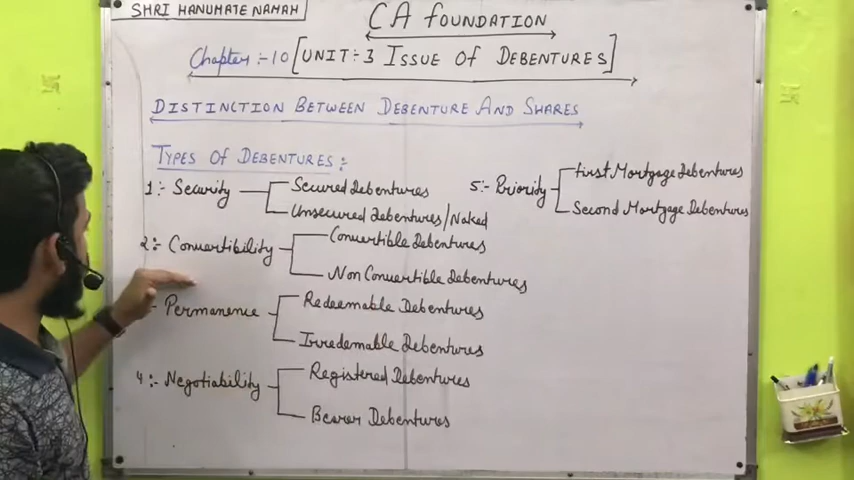 SHRI HANUMATE NAMAH
CA FOUNDATION
Chapter :- 10 [UNIT :- 3 ISSUE OF DEBENTURES]
DISTINCTION BETWEEN DEBENTURE AND SHARES
TYPES OF DEBENTURES :-
1 :- Security
Secured Debentures
Unsecured Debentures/Naked
2 :- Convertibility
Convertible Debentures
Non Convertible Debentures
:- Permanence
Redeemable Debentures
Irredemable Debentures
4 :- Negotiability
Registered Debentures
Bearer Debentures
5 :- Priority
First Mortgage Debentures
Second Mortgage Debentures